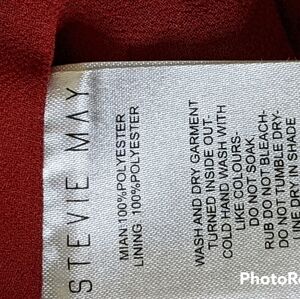 STEVIE MAY
MIAN:100%POLYESTER
LINING: 100%POLYESTER
WASH AND DRY GARMENT
TURNED INSIDE OUT-
COLD HAND WASH WITH
LIKE COLOURS-
DO NOT SOAK,
RUB DO NOT BLEACH-
DO NOT TUMBLE DRY-
LINE DRY IN SHADE
PhotoRo